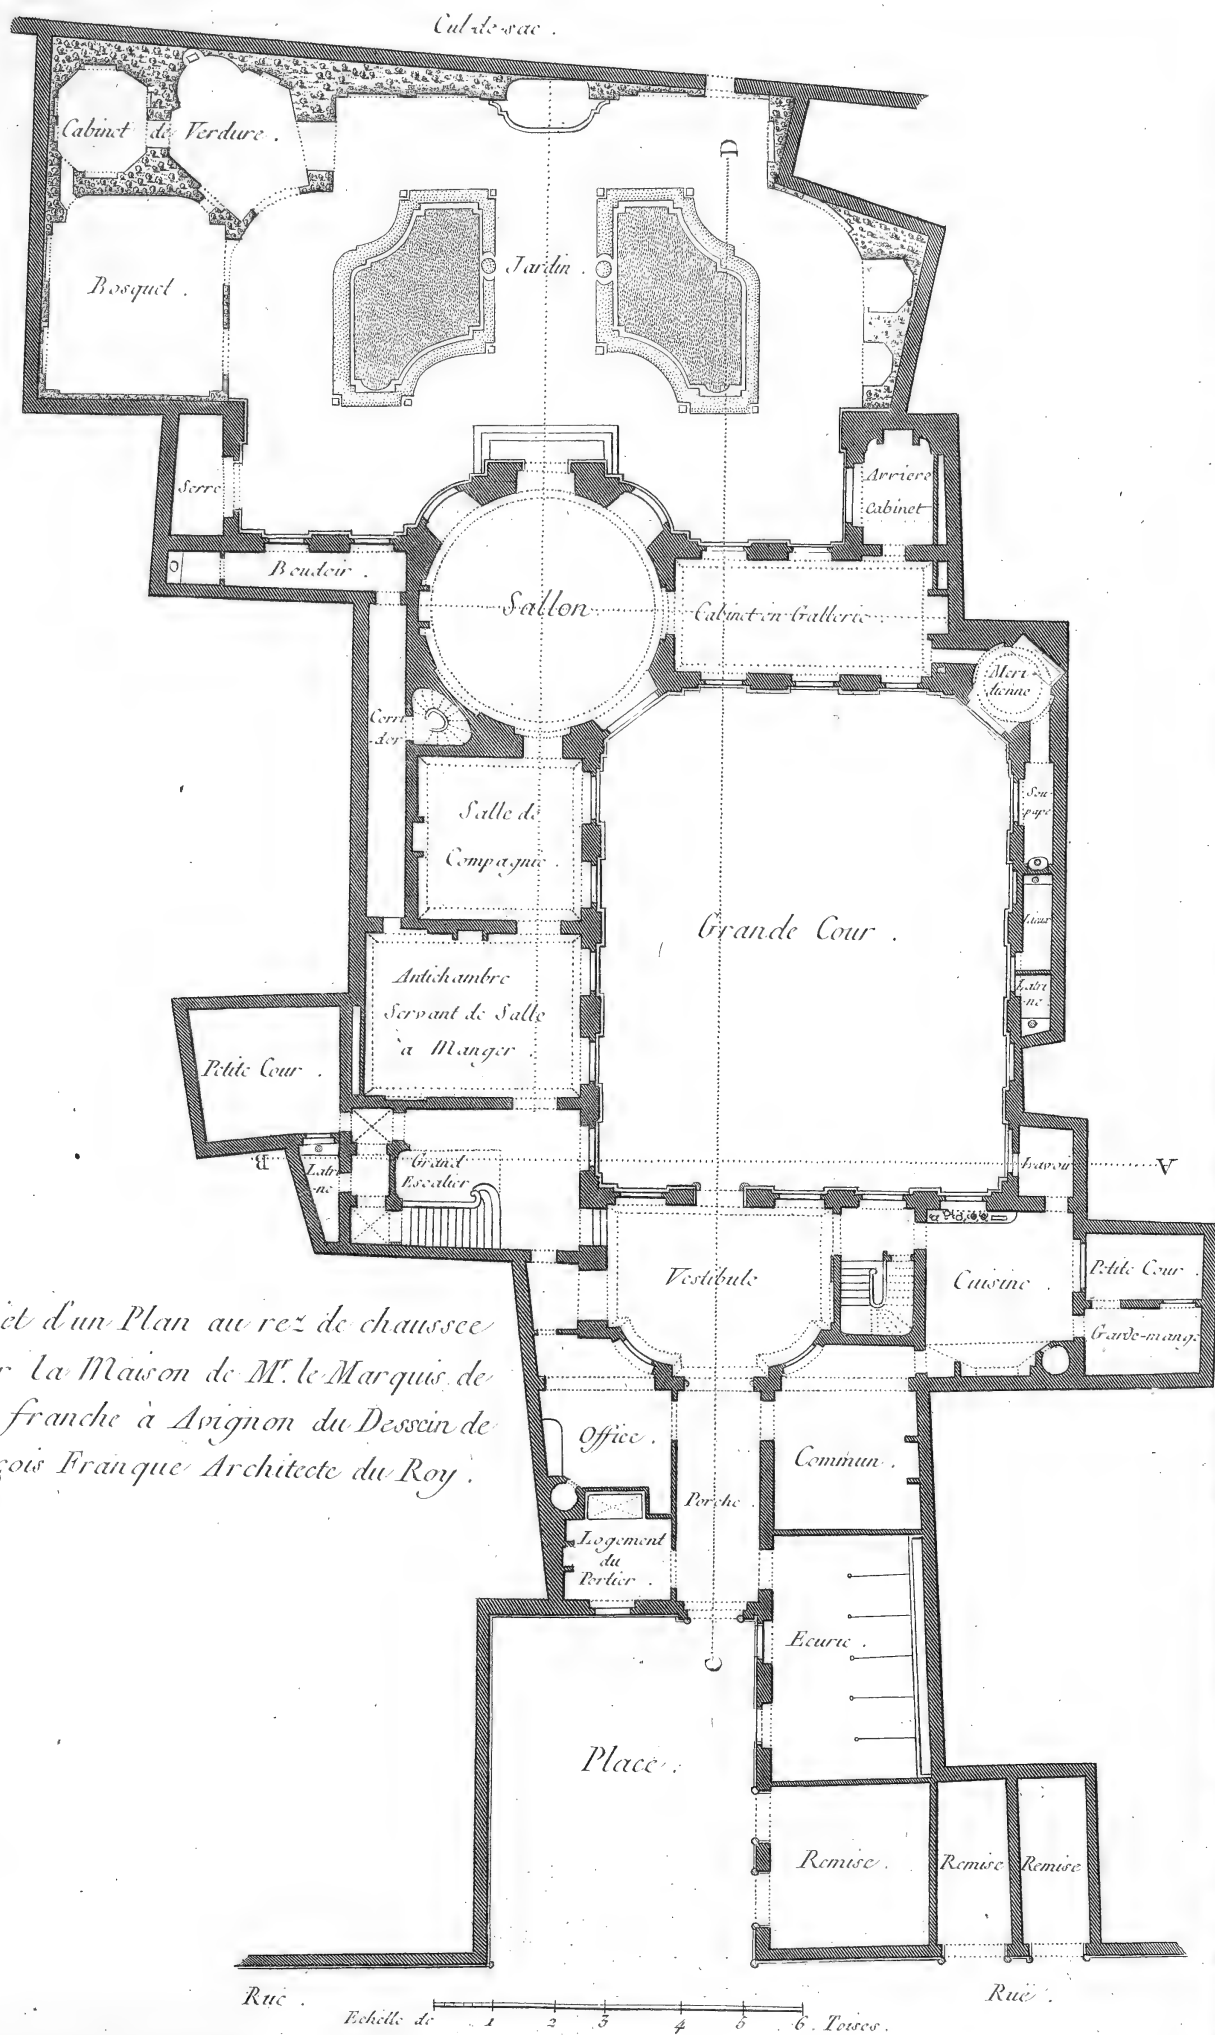 Cul-de-sac .
Cabinet de Verdure .
D
Jardin .
Bosquet .
Arriere
Cabinet
Serre
Boudoir .
Sallon .
Cabinet en Gallerie .
Meri
dienne
Corri
-dor
Salle de
Compagnie .
Sou-
pape
Grande Cour .
Antichambre
Servant de Salle
à Manger .
Latri
-ne
Petite Cour .
B
Latri
-ne
Grand
Escalier
Lavoir
A
Vestibule
Cuisine .
Petite Cour .
Garde-mang.
et d'un Plan au rez de chaussee
r la Maison de Mr. le Marquis de
franche à Avignon du Dessein de
çois Franque Architecte du Roy .
Office .
Commun .
Porche .
Logement
du
Portier .
Ecurie .
C
Place .
Remise .
Remise
Remise
Rue .
Rue .
Echelle de 1 2 3 4 5 6 . Toises .